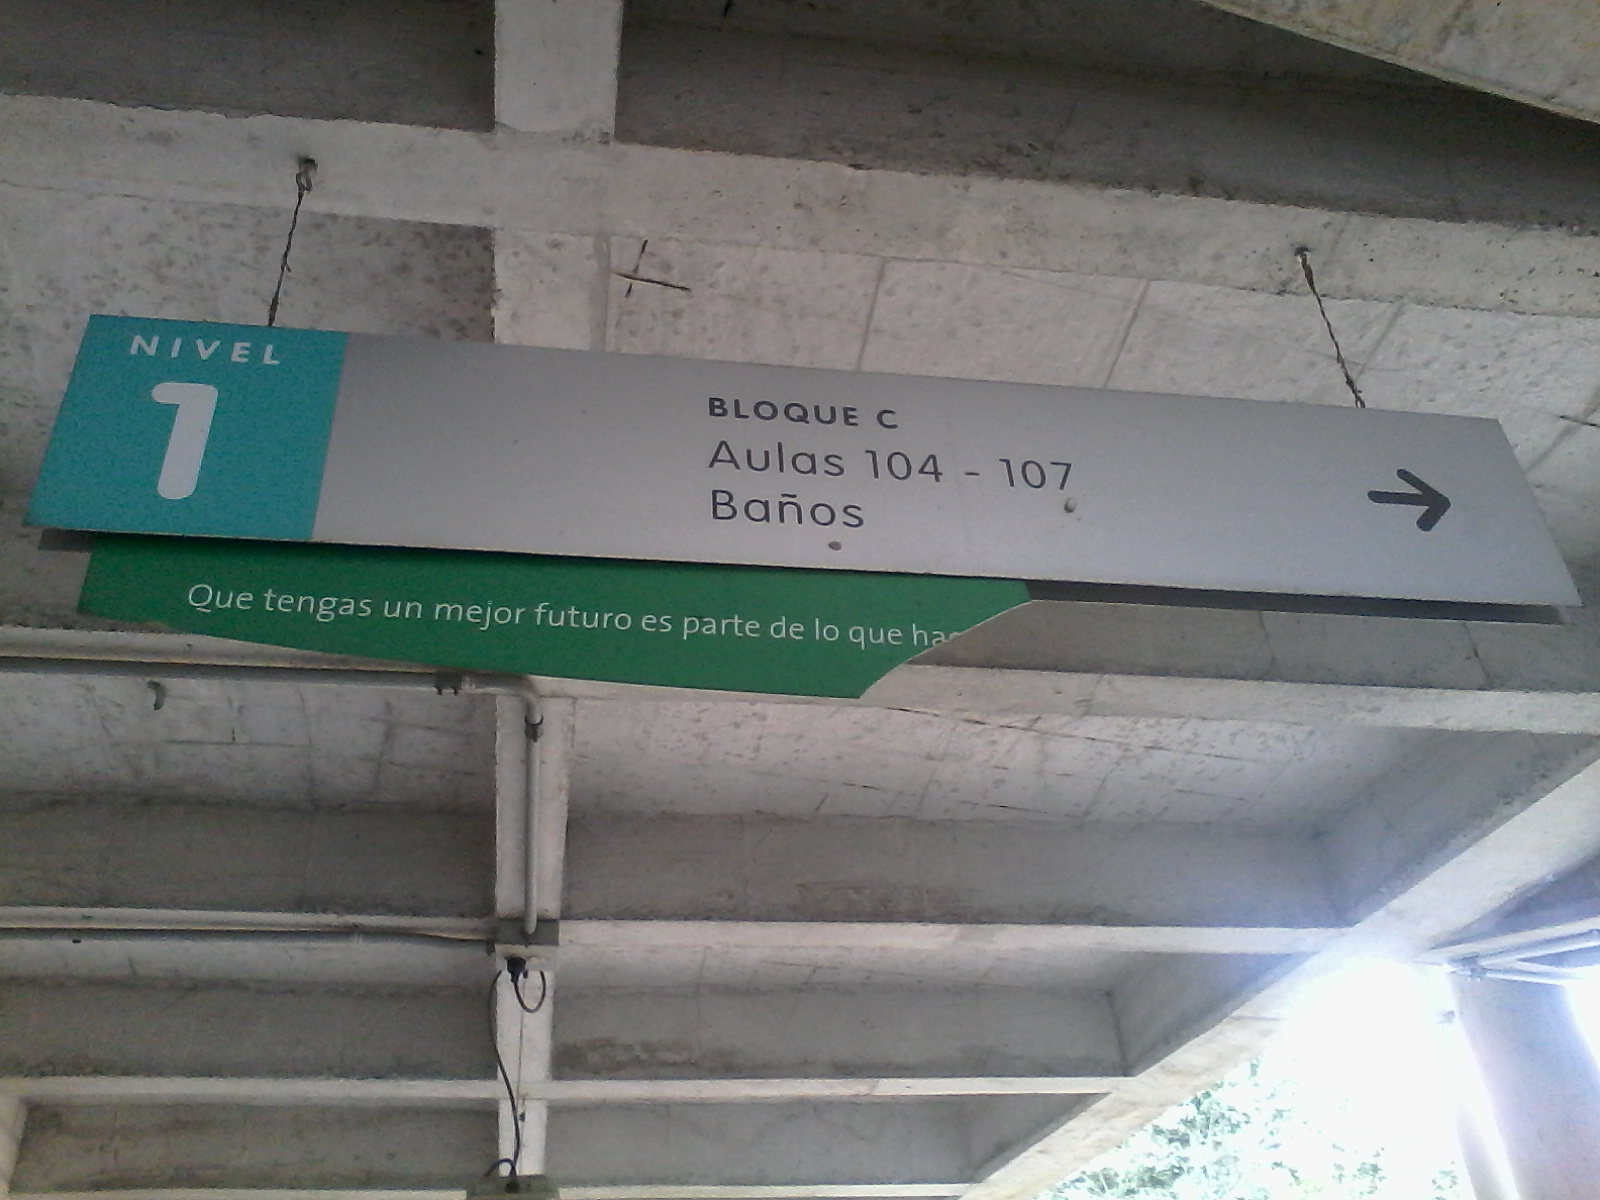 NIVEL
1
BLOQUE C
Aulas 104 - 107
Baños
Que tengas un mejor futuro es parte de lo que